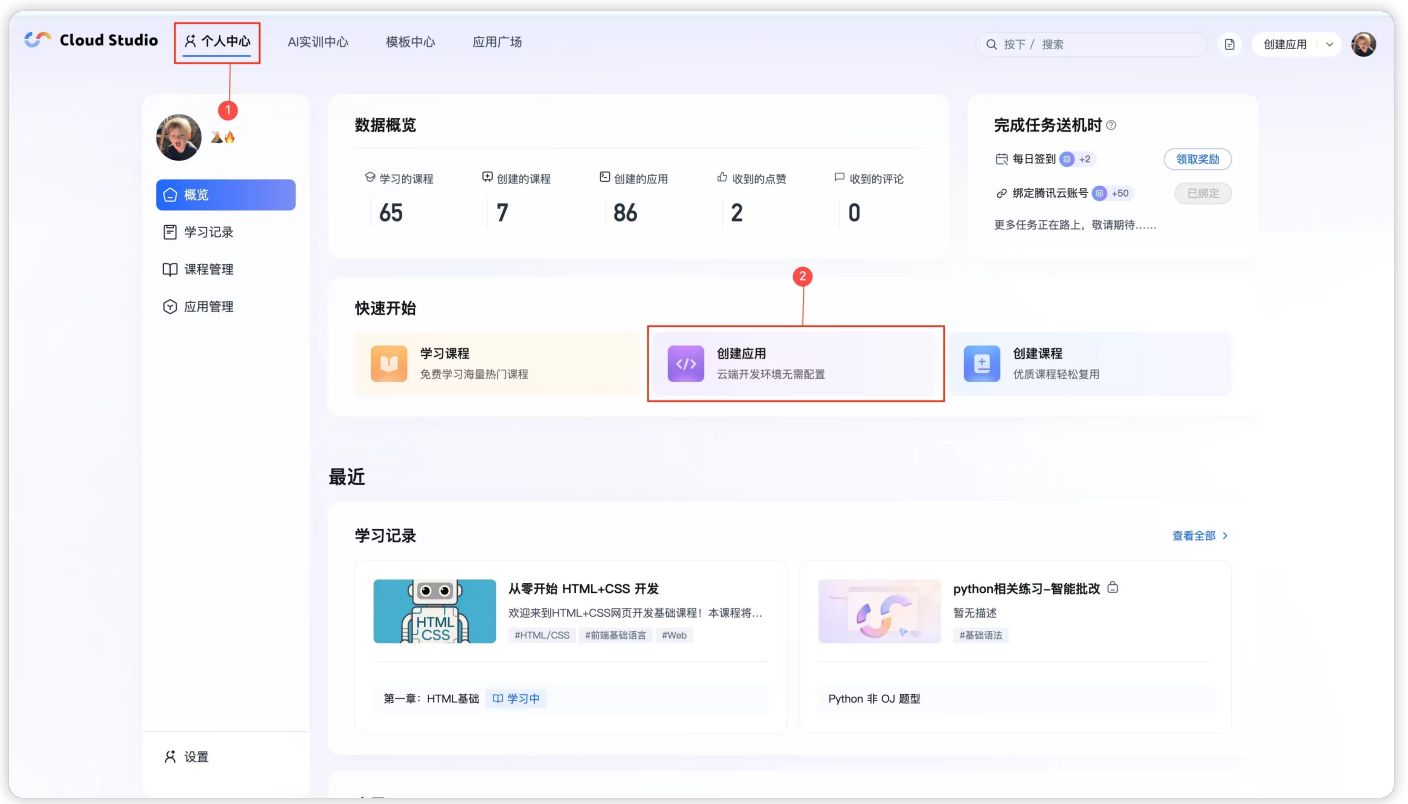 Cloud Studio 个人中心 AI实训中心 模板中心 应用广场 按下 / 搜索 创建应用
1
概览
学习记录
课程管理
应用管理
设置
数据概览
学习的课程 创建的课程 创建的应用 收到的点赞 收到的评论
65 7 86 2 0
完成任务送机时
每日签到 +2 领取奖励
绑定腾讯云账号 +50 已绑定
更多任务正在路上，敬请期待……
2
快速开始
学习课程
免费学习海量热门课程
创建应用
云端开发环境无需配置
创建课程
优质课程轻松复用
最近
学习记录 查看全部
HTML
CSS
从零开始 HTML+CSS 开发
欢迎来到HTML+CSS网页开发基础课程！本课程将...
#HTML/CSS #前端基础语言 #Web
第一章：HTML基础 学习中
python相关练习-智能批改
暂无描述
#基础语法
Python 非 OJ 题型